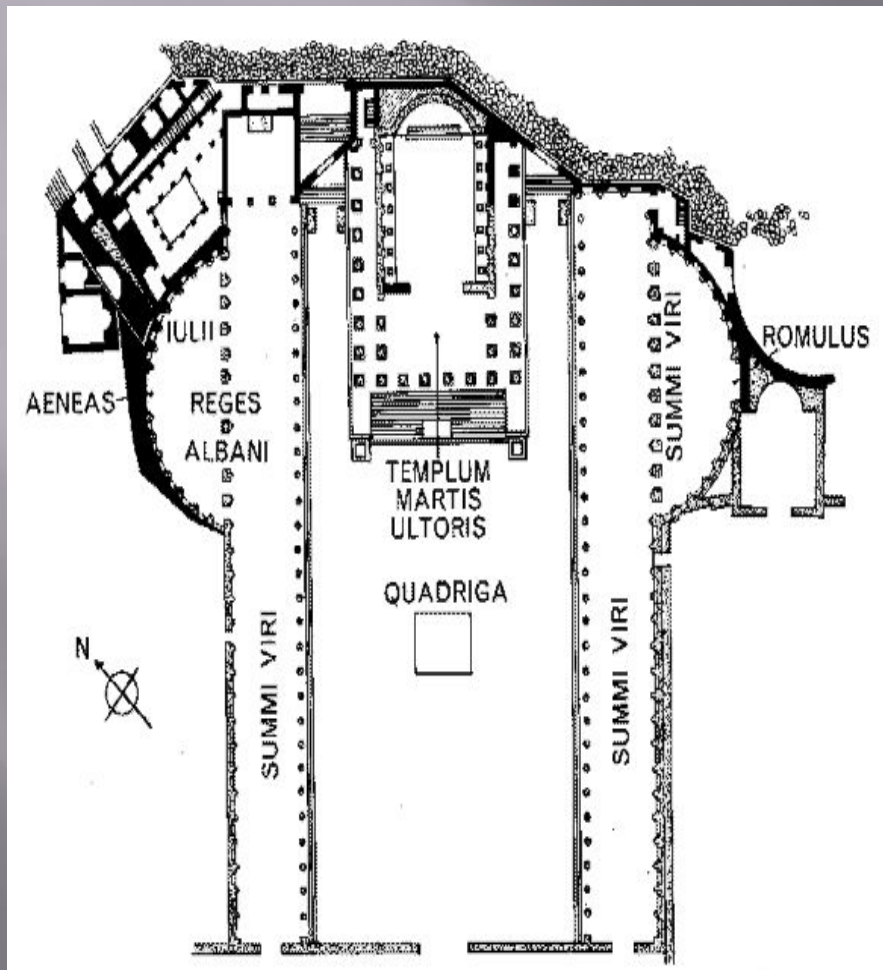 IULII
AENEAS
REGES
ALBANI
SUMMI VIRI
ROMULUS
TEMPLUM
MARTIS
ULTORIS
QUADRIGA
N
SUMMI VIRI
SUMMI VIRI